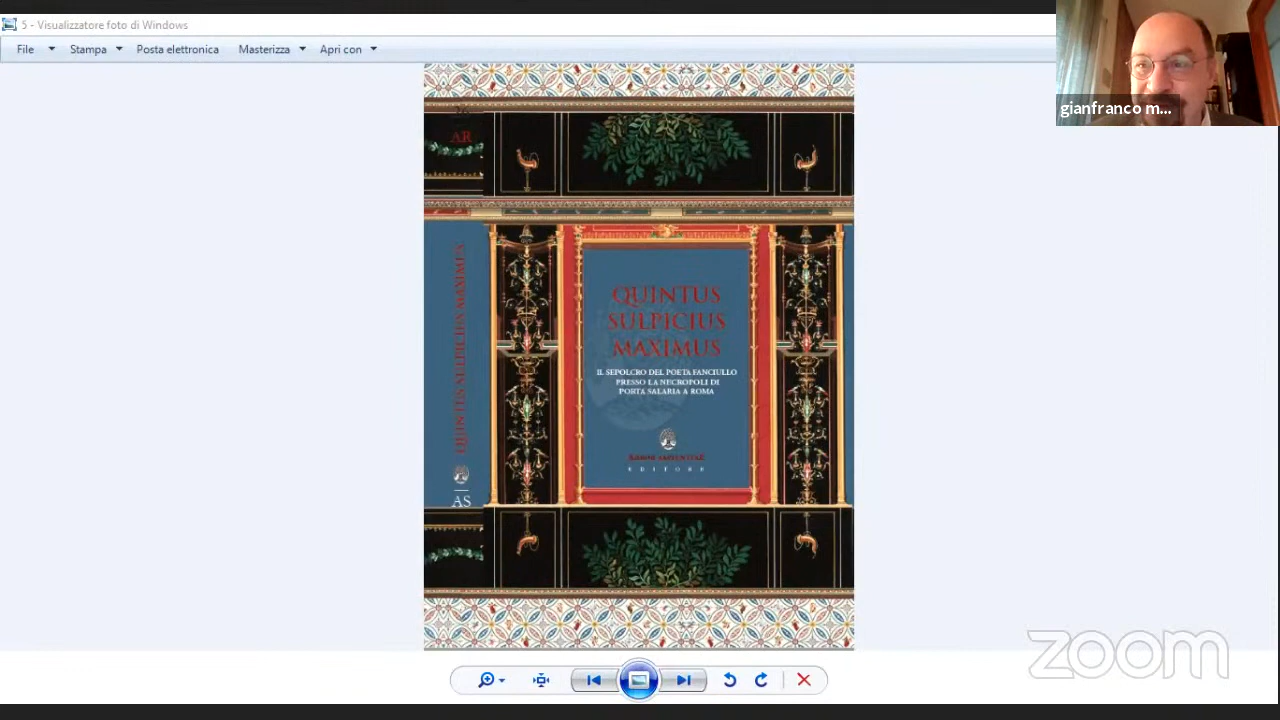 5 - Visualizzatore foto di Windows
File Stampa Posta elettronica Masterizza Apri con
gianfranco m...
AR
QUINTUS SULPICIUS MAXIMUS
AS
QUINTUS
SULPICIUS
MAXIMUS
IL SEPOLCRO DEL POETA FANCIULLO
PRESSO LA NECROPOLI DI
PORTA SALARIA A ROMA
EDITORE
zoom